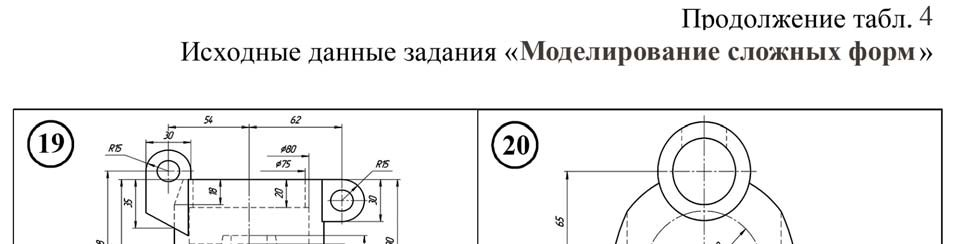 Продолжение табл. 4
Исходные данные задания «Моделирование сложных форм»
19
54
62
30
R15
Ø80
Ø75
R15
35
18
20
30
20
65